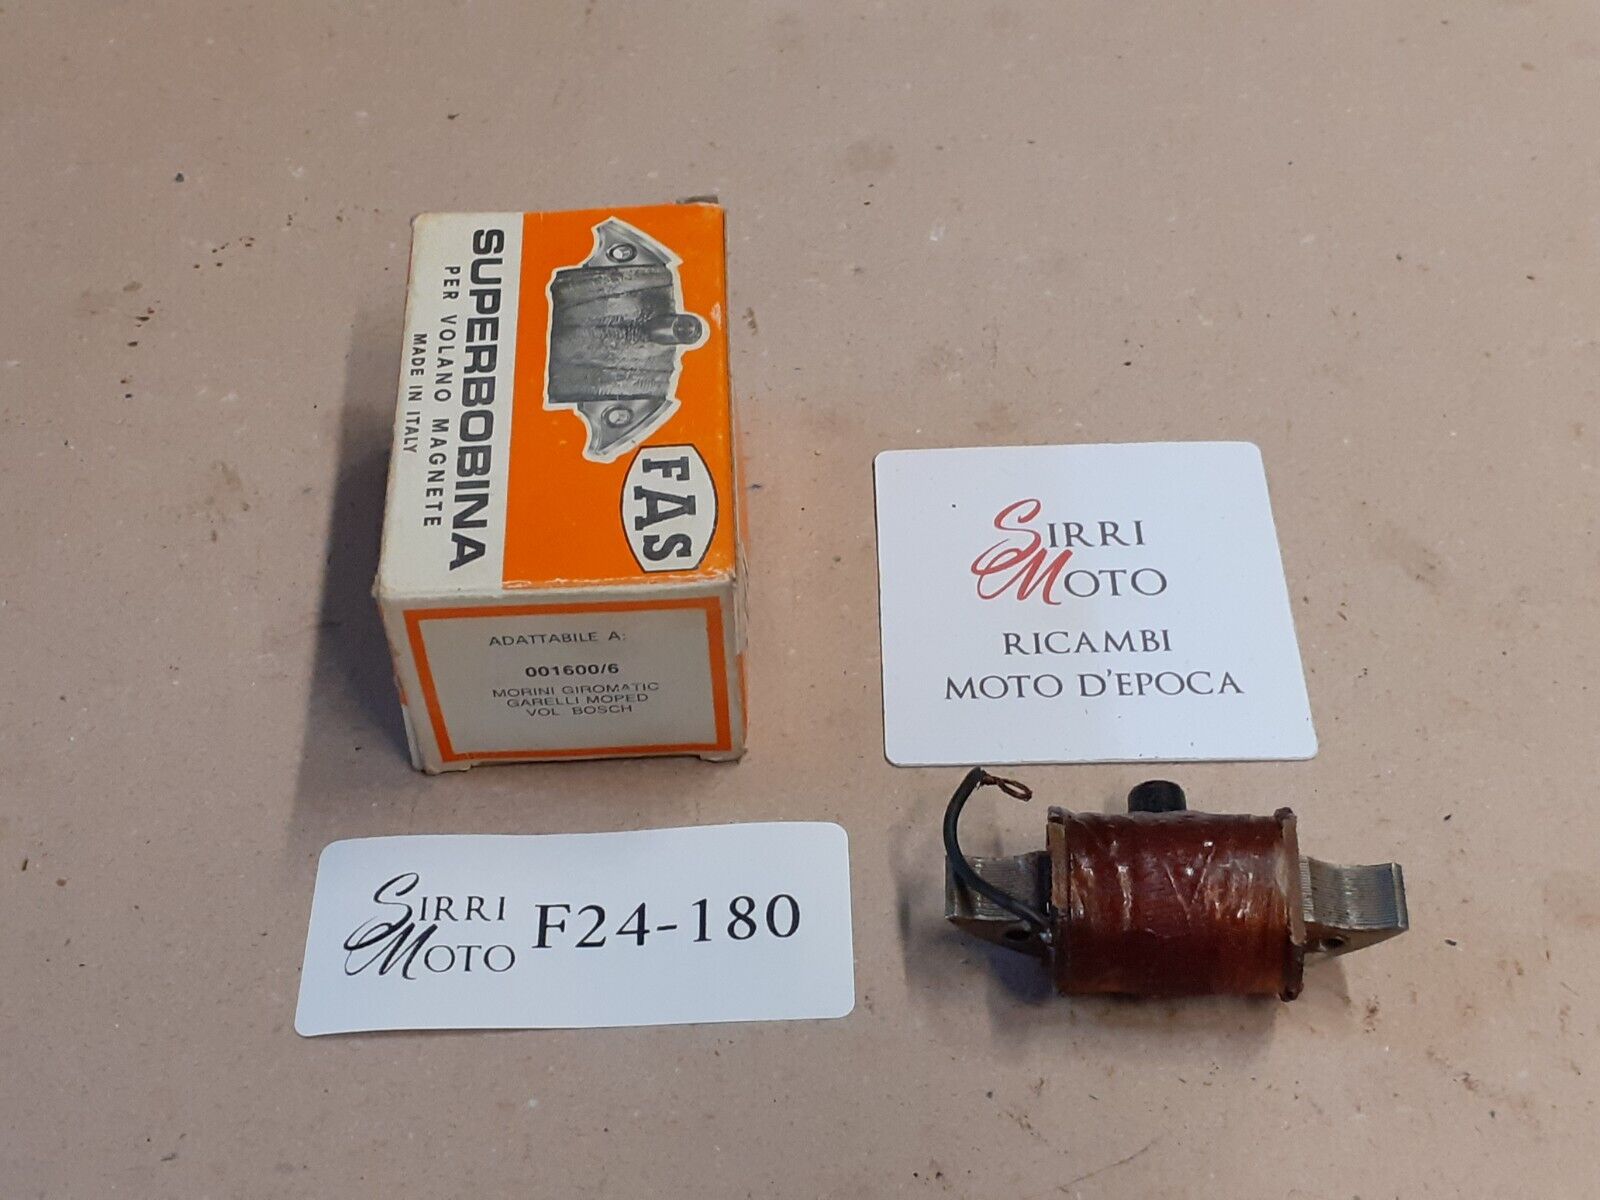 SUPERBOBINA
PER VOLANO MAGNETE
MADE IN ITALY
FAS
ADATTABILE A:
001600/6
MORINI GIROMATIC
GARELLI MOPED
VOL. BOSCH
SIRRI
MOTO
RICAMBI
MOTO D'EPOCA
SIRRI
MOTO
F24-180